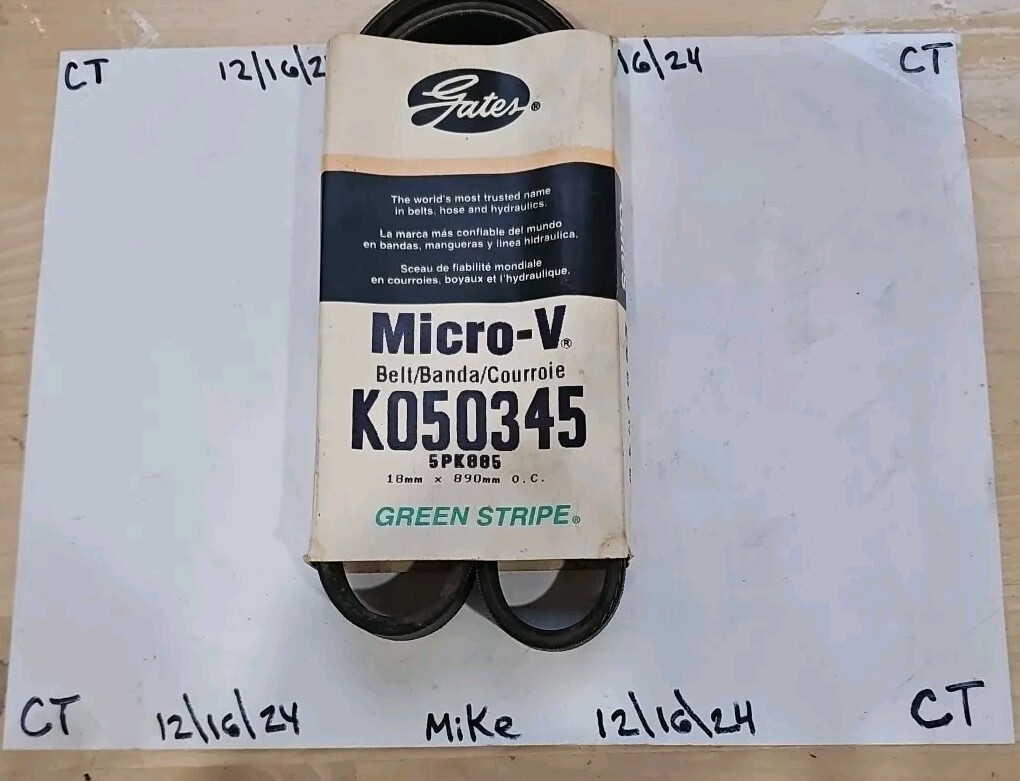 CT 12/16/2 16/24 CT
Gates®
The world's most trusted name
in belts, hose and hydraulics.
La marca más confiable del mundo
en bandas, mangueras y linea hidraulica.
Sceau de fiabilité mondiale
en courroies, boyaux et l'hydraulique.
Micro-V®
Belt/Banda/Courroie
K050345
5PK885
18mm x 890mm O.C.
GREEN STRIPE®
CT 12/16/24 Mike 12/16/24 CT